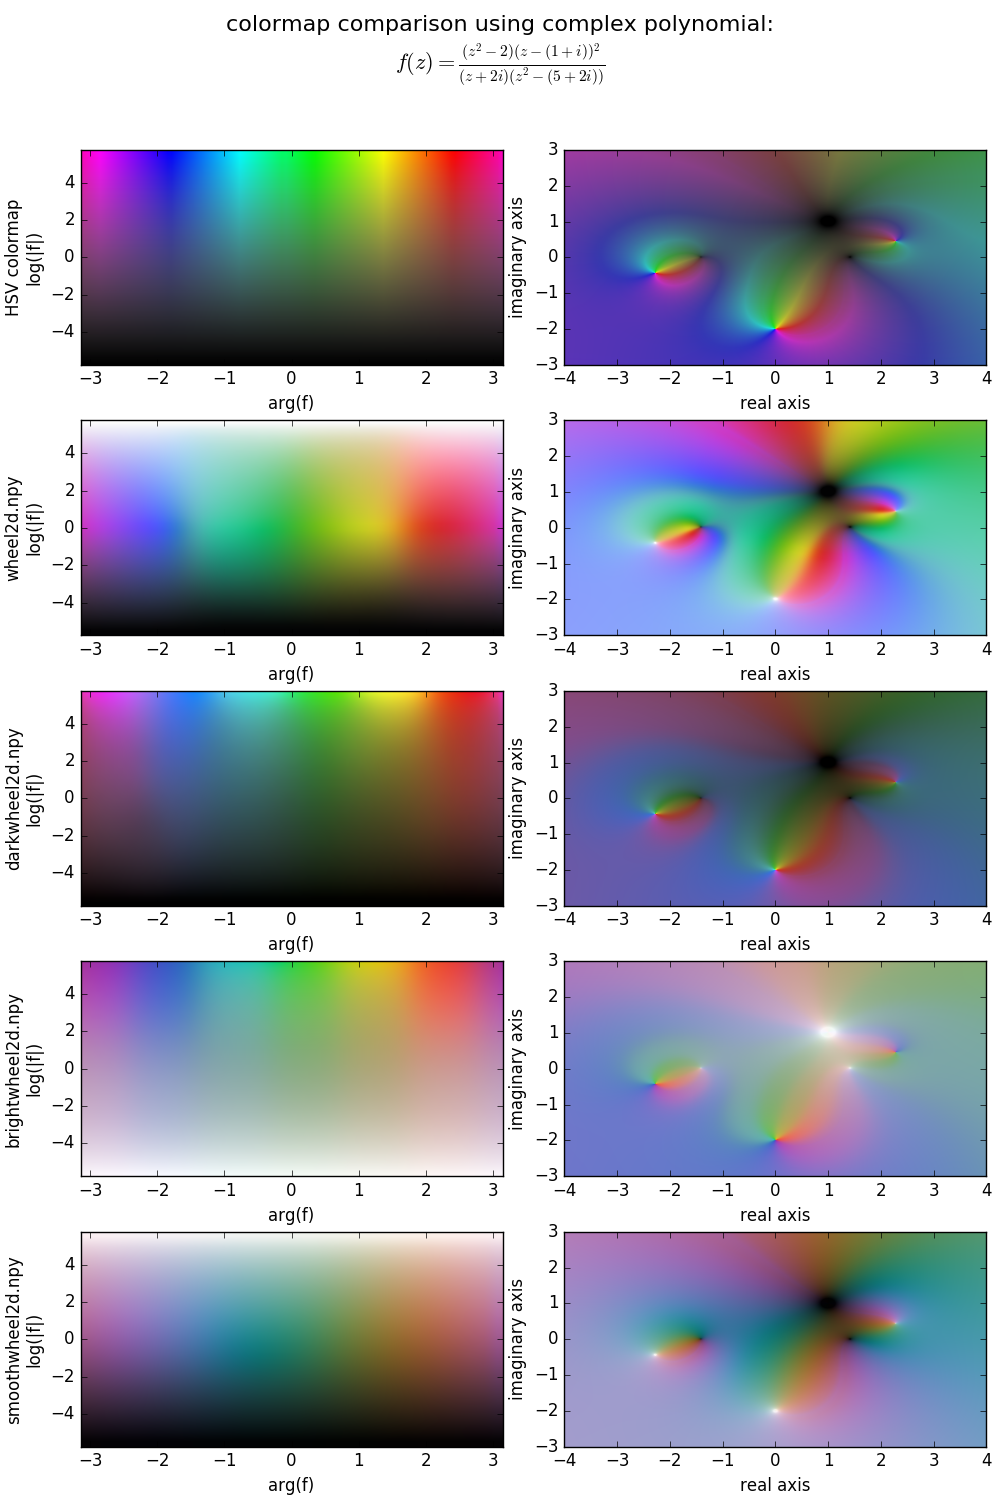 colormap comparison using complex polynomial:
f(z) = (z² − 2)(z − (1 + i))² / (z + 2i)(z² − (5 + 2i))
HSV colormap
log(|f|)
4
2
0
−2
−4
−3 −2 −1 0 1 2 3
arg(f)
imaginary axis
3
2
1
0
−1
−2
−3
−4 −3 −2 −1 0 1 2 3 4
real axis
wheel2d.npy
log(|f|)
4
2
0
−2
−4
−3 −2 −1 0 1 2 3
arg(f)
imaginary axis
3
2
1
0
−1
−2
−3
−4 −3 −2 −1 0 1 2 3 4
real axis
darkwheel2d.npy
log(|f|)
4
2
0
−2
−4
−3 −2 −1 0 1 2 3
arg(f)
imaginary axis
3
2
1
0
−1
−2
−3
−4 −3 −2 −1 0 1 2 3 4
real axis
brightwheel2d.npy
log(|f|)
4
2
0
−2
−4
−3 −2 −1 0 1 2 3
arg(f)
imaginary axis
3
2
1
0
−1
−2
−3
−4 −3 −2 −1 0 1 2 3 4
real axis
smoothwheel2d.npy
log(|f|)
4
2
0
−2
−4
−3 −2 −1 0 1 2 3
arg(f)
imaginary axis
3
2
1
0
−1
−2
−3
−4 −3 −2 −1 0 1 2 3 4
real axis